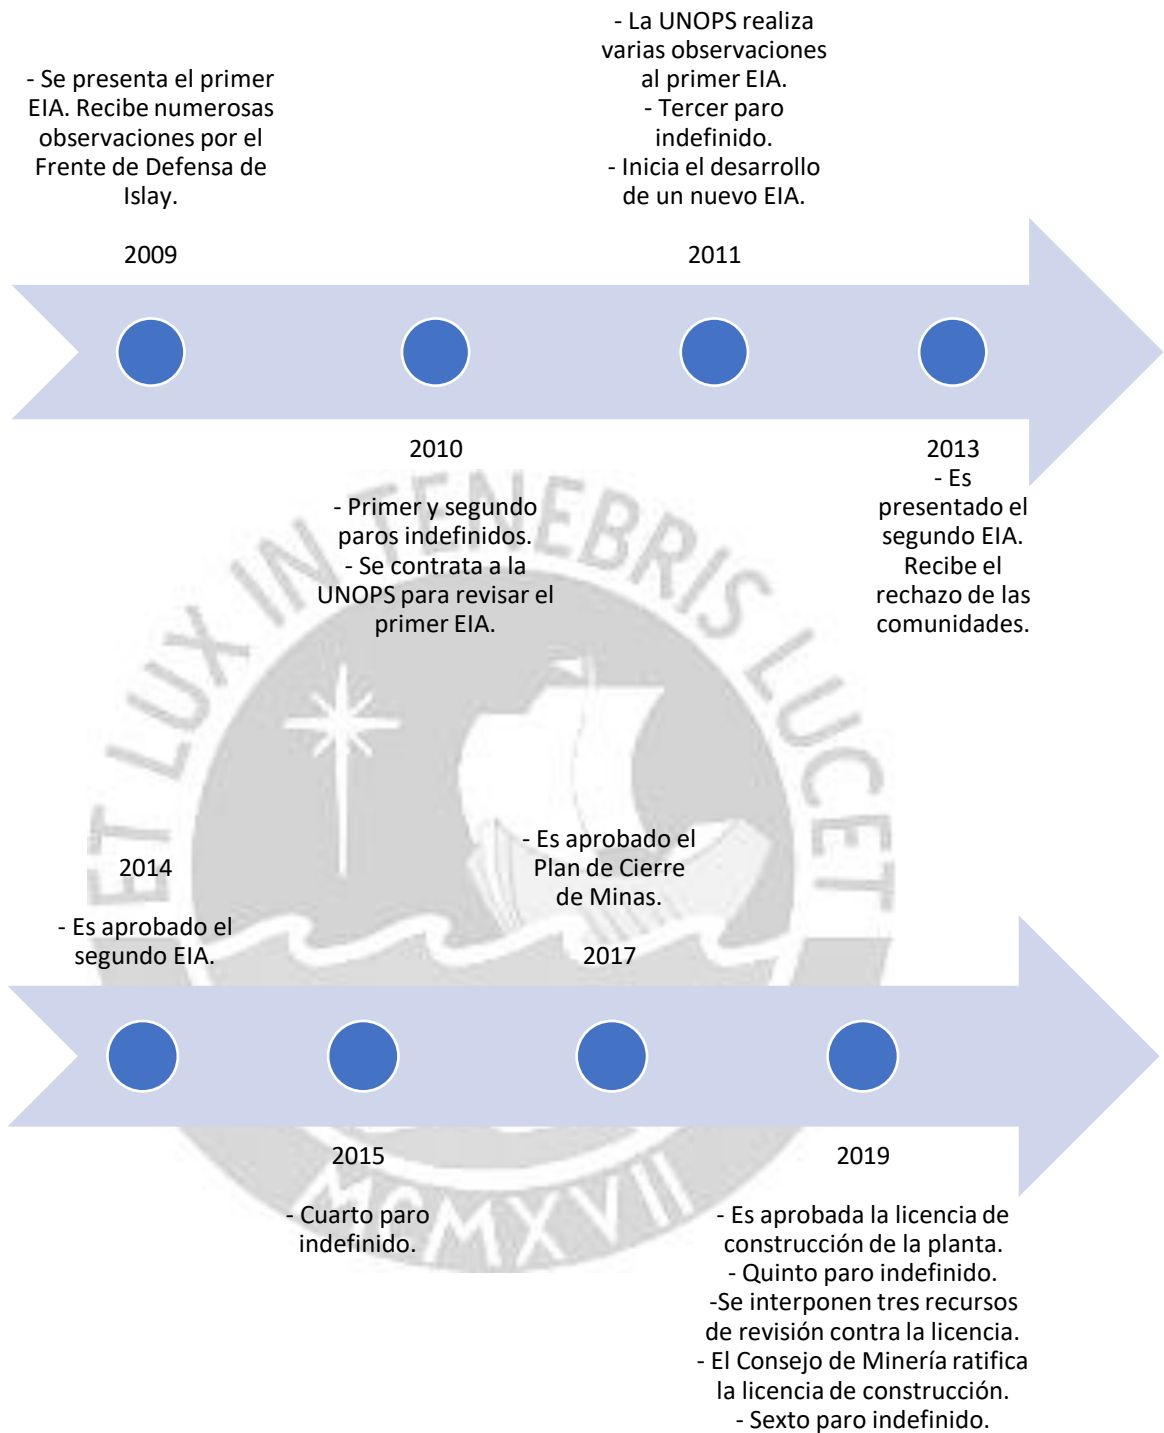 - Se presenta el primer
EIA. Recibe numerosas
observaciones por el
Frente de Defensa de
Islay.
2009
- La UNOPS realiza
varias observaciones
al primer EIA.
- Tercer paro
indefinido.
- Inicia el desarrollo
de un nuevo EIA.
2011
2010
- Primer y segundo
paros indefinidos.
- Se contrata a la
UNOPS para revisar el
primer EIA.
2013
- Es
presentado el
segundo EIA.
Recibe el
rechazo de las
comunidades.
ET LUX IN TENEBRIS LUCET
2014
- Es aprobado el
segundo EIA.
- Es aprobado el
Plan de Cierre
de Minas.
2017
2015
- Cuarto paro
indefinido.
2019
- Es aprobada la licencia de
construcción de la planta.
- Quinto paro indefinido.
-Se interponen tres recursos
de revisión contra la licencia.
- El Consejo de Minería ratifica
la licencia de construcción.
- Sexto paro indefinido.
MCMXVII